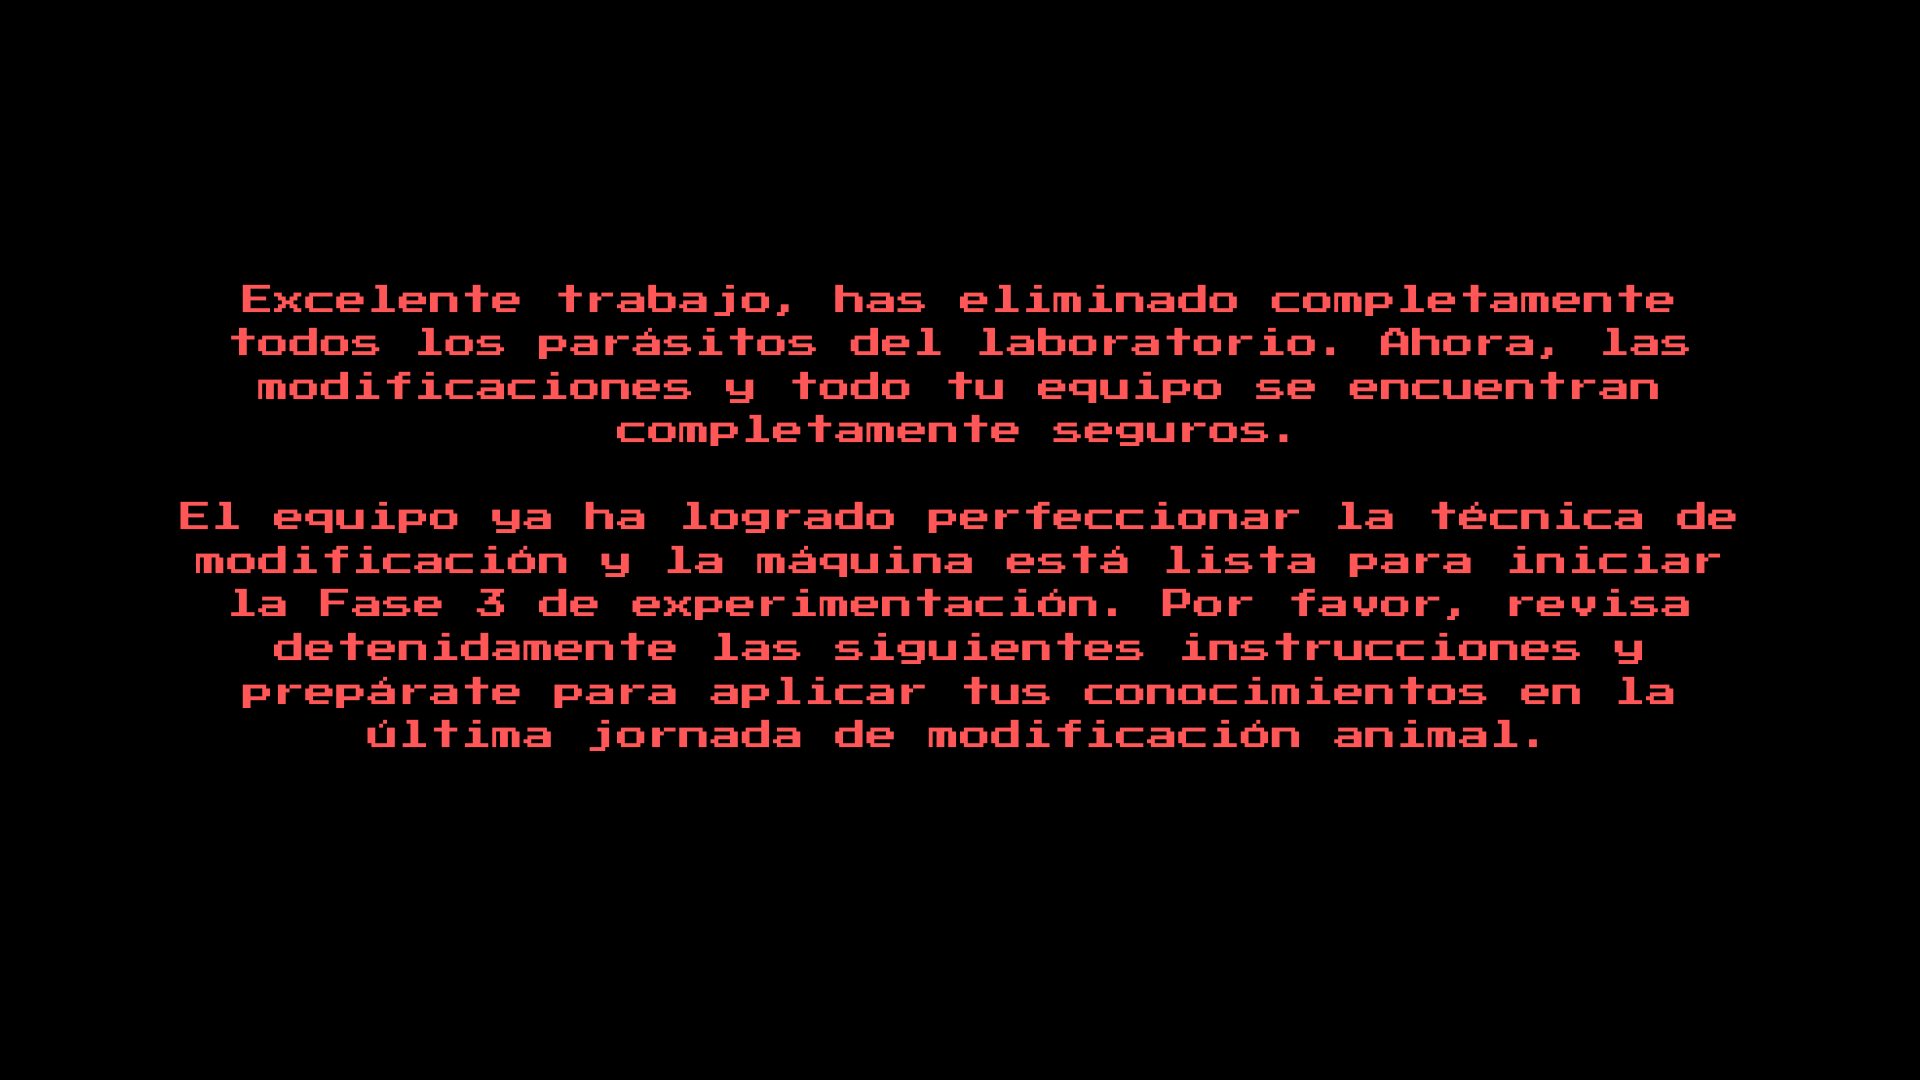 Excelente trabajo, has eliminado completamente
todos los parásitos del laboratorio. Ahora, las
modificaciones y todo tu equipo se encuentran
completamente seguros.
El equipo ya ha logrado perfeccionar la técnica de
modificación y la máquina está lista para iniciar
la Fase 3 de experimentación. Por favor, revisa
detenidamente las siguientes instrucciones y
prepárate para aplicar tus conocimientos en la
última jornada de modificación animal.